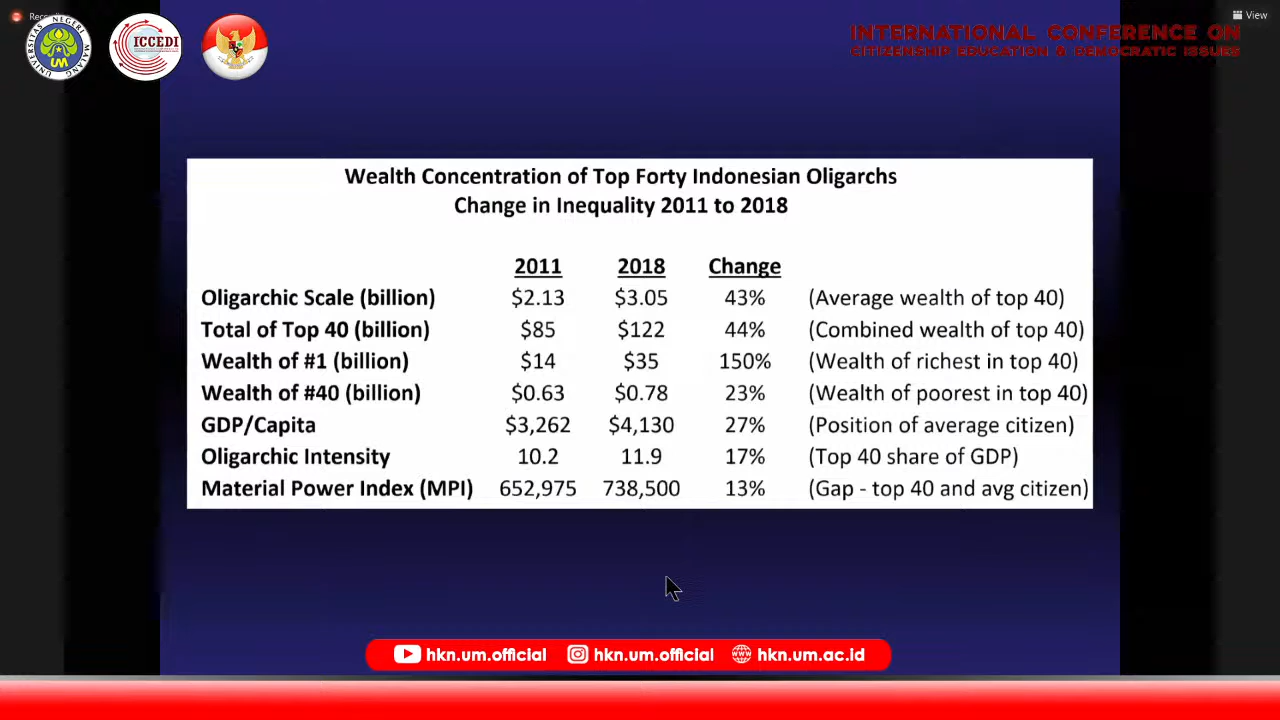 View
UNIVERSITAS NEGERI MALANG
UM
ICCEDI
INTERNATIONAL CONFERENCE ON
CITIZENSHIP EDUCATION & DEMOCRATIC ISSUES
Wealth Concentration of Top Forty Indonesian Oligarchs
Change in Inequality 2011 to 2018
2011 2018 Change
Oligarchic Scale (billion) $2.13 $3.05 43% (Average wealth of top 40)
Total of Top 40 (billion) $85 $122 44% (Combined wealth of top 40)
Wealth of #1 (billion) $14 $35 150% (Wealth of richest in top 40)
Wealth of #40 (billion) $0.63 $0.78 23% (Wealth of poorest in top 40)
GDP/Capita $3,262 $4,130 27% (Position of average citizen)
Oligarchic Intensity 10.2 11.9 17% (Top 40 share of GDP)
Material Power Index (MPI) 652,975 738,500 13% (Gap - top 40 and avg citizen)
hkn.um.official hkn.um.official hkn.um.ac.id